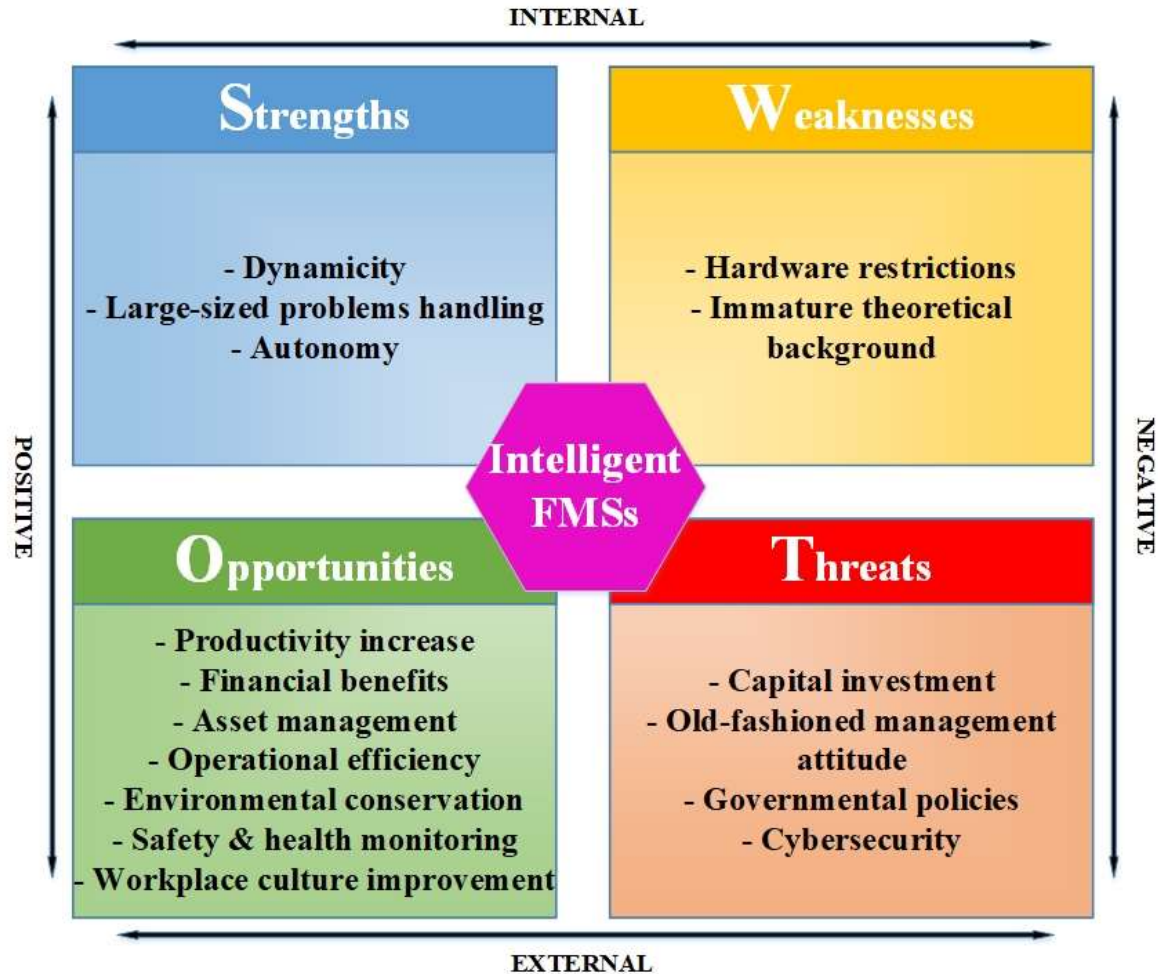 INTERNAL
Strengths
- Dynamicity
- Large-sized problems handling
- Autonomy
Weaknesses
- Hardware restrictions
- Immature theoretical
background
POSITIVE
Intelligent
FMSs
NEGATIVE
Opportunities
- Productivity increase
- Financial benefits
- Asset management
- Operational efficiency
- Environmental conservation
- Safety & health monitoring
- Workplace culture improvement
Threats
- Capital investment
- Old-fashioned management
attitude
- Governmental policies
- Cybersecurity
EXTERNAL